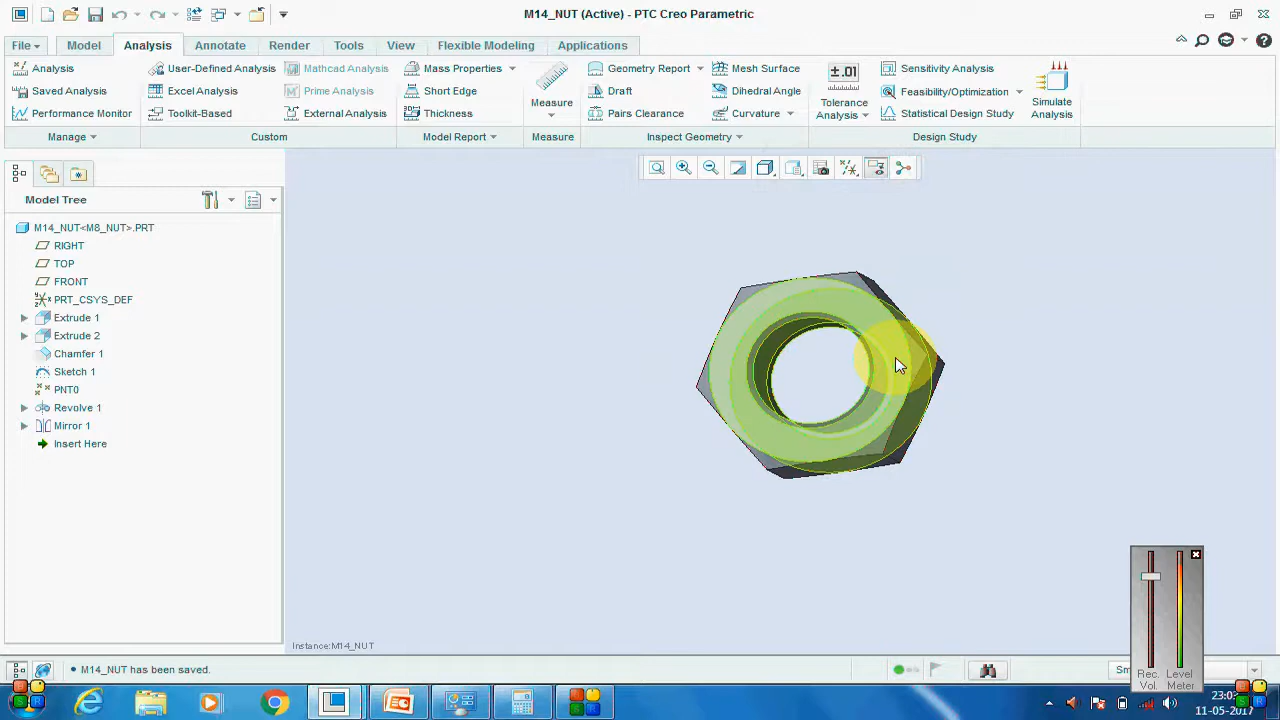 M14_NUT (Active) - PTC Creo Parametric
File Model Analysis Annotate Render Tools View Flexible Modeling Applications
Analysis User-Defined Analysis Mathcad Analysis Mass Properties Geometry Report Mesh Surface Sensitivity Analysis
Saved Analysis Excel Analysis Prime Analysis Short Edge Measure Draft Dihedral Angle ±.01 Tolerance Analysis Feasibility/Optimization Simulate Analysis
Performance Monitor Toolkit-Based External Analysis Thickness Pairs Clearance Curvature Statistical Design Study
Manage Custom Model Report Measure Inspect Geometry Design Study
Model Tree
M14_NUT<M8_NUT>.PRT
RIGHT
TOP
FRONT
PRT_CSYS_DEF
Extrude 1
Extrude 2
Chamfer 1
Sketch 1
PNT0
Revolve 1
Mirror 1
Insert Here
Instance:M14_NUT
M14_NUT has been saved.
Rec. Vol.
Level Meter
11-05-2017